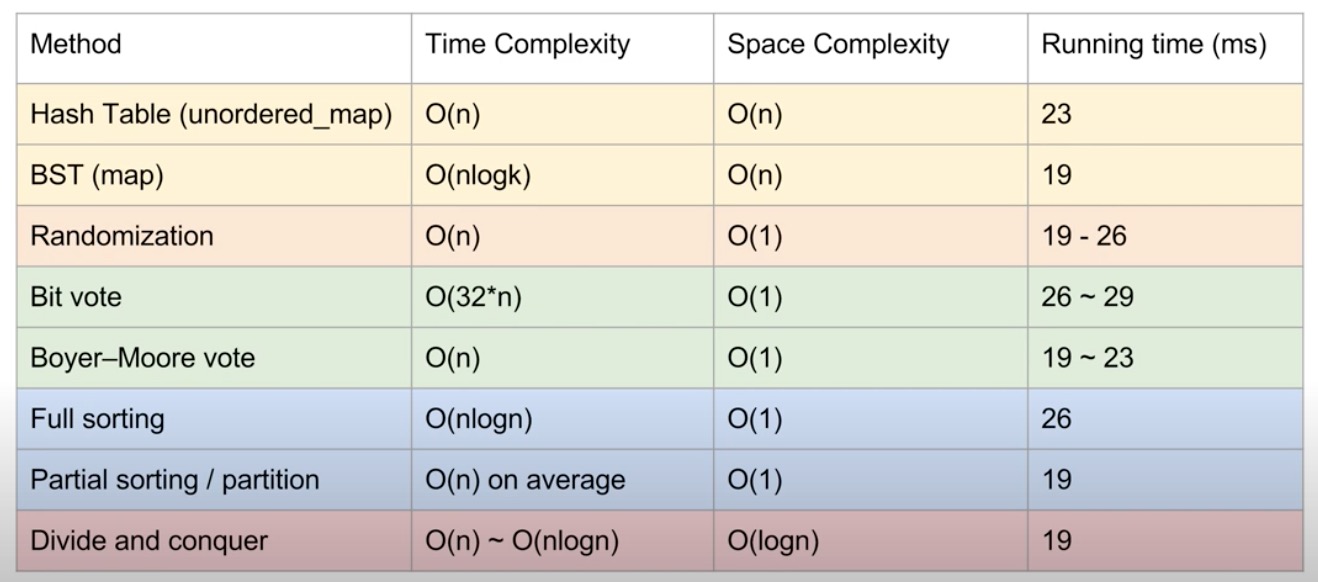 Method Time Complexity Space Complexity Running time (ms)
Hash Table (unordered_map) O(n) O(n) 23
BST (map) O(nlogk) O(n) 19
Randomization O(n) O(1) 19 - 26
Bit vote O(32*n) O(1) 26 ~ 29
Boyer–Moore vote O(n) O(1) 19 ~ 23
Full sorting O(nlogn) O(1) 26
Partial sorting / partition O(n) on average O(1) 19
Divide and conquer O(n) ~ O(nlogn) O(logn) 19